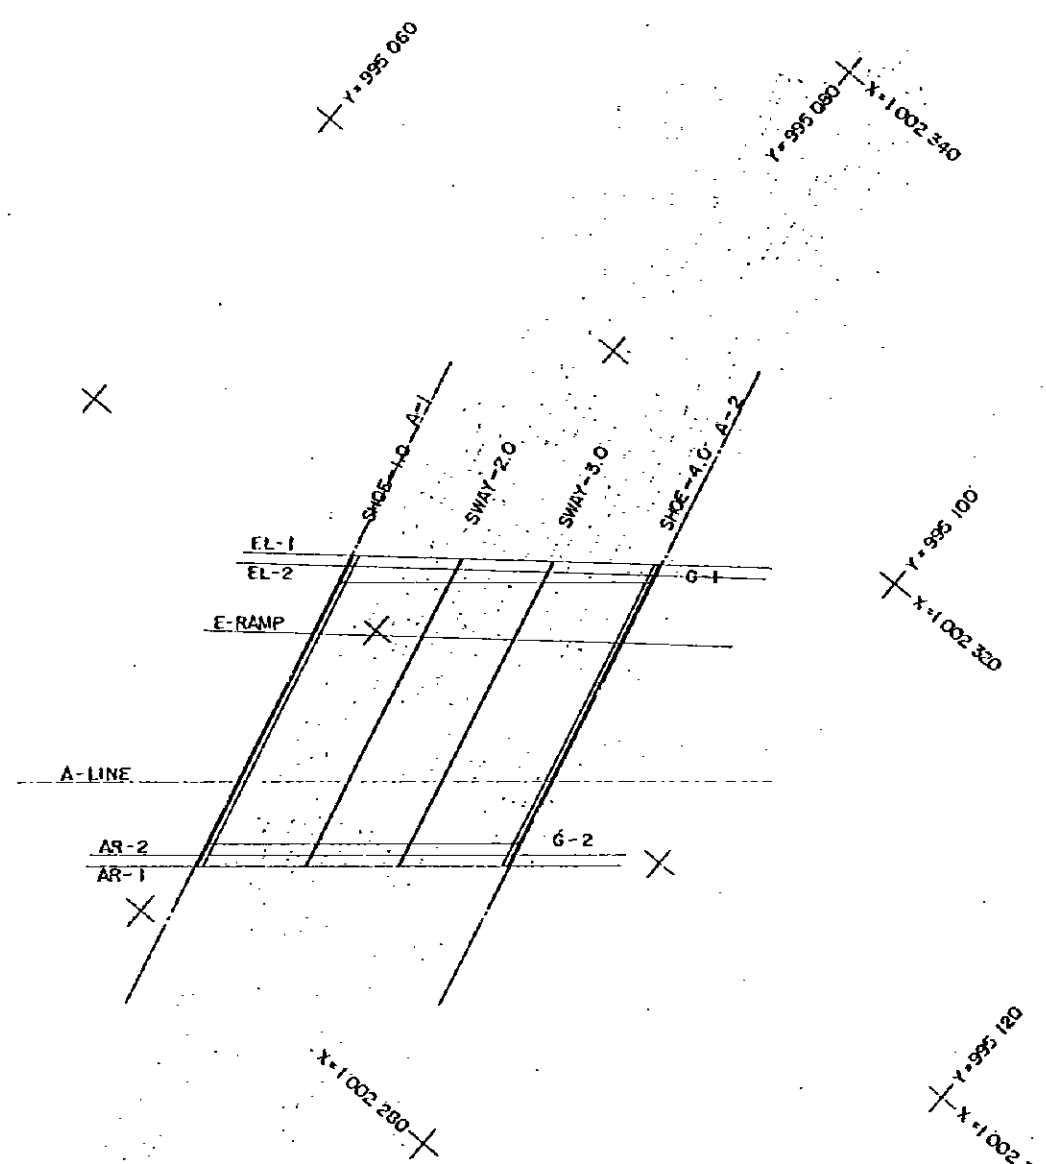 Y=995 060
Y=995 080
X=1 002 340
SHOE-1.0 A-1
SWAY-2.0
SWAY-3.0
SHOE-4.0 A-2
EL-1
EL-2
G-1
Y=995 100
X=1 002 320
E-RAMP
A-LINE
AR-2
G-2
AR-1
Y=995 120
X=1 002 280
X=1 002